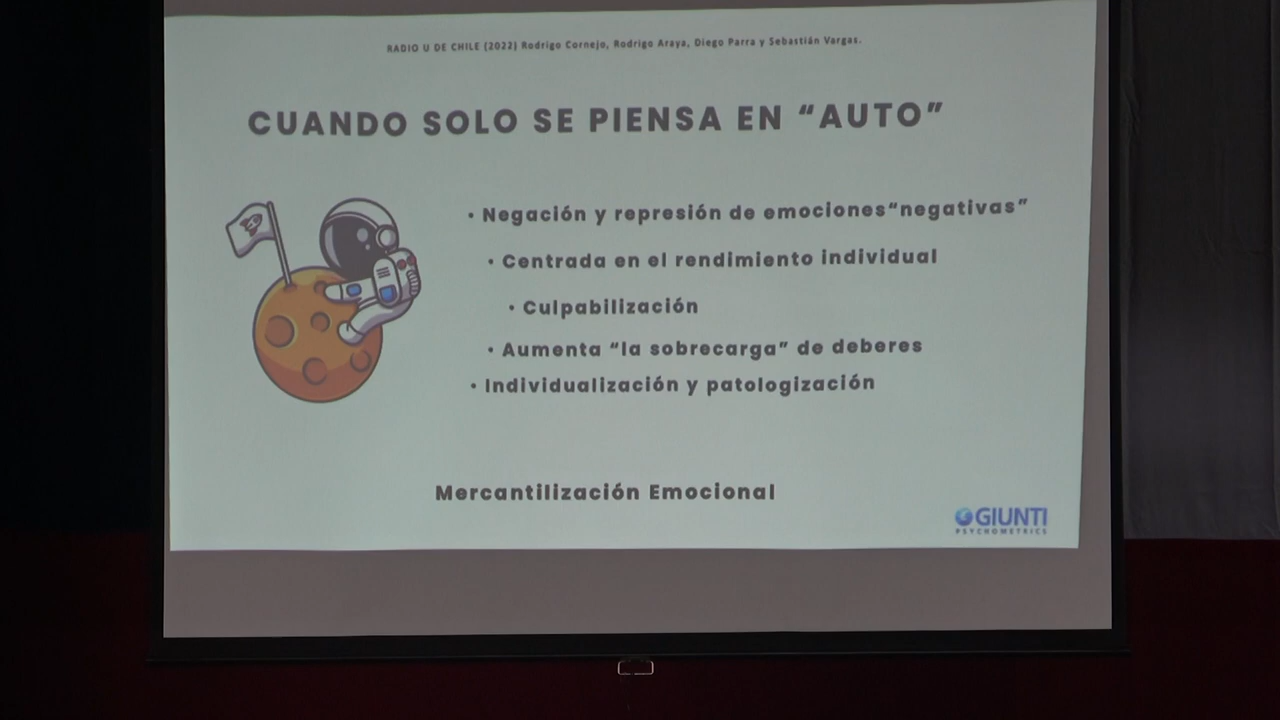 RADIO U DE CHILE (2022) Rodrigo Cornejo, Rodrigo Araya, Diego Parra y Sebastián Vargas.
CUANDO SOLO SE PIENSA EN “AUTO”
• Negación y represión de emociones“negativas”
• Centrada en el rendimiento individual
• Culpabilización
• Aumenta “la sobrecarga” de deberes
• Individualización y patologización
Mercantilización Emocional
GIUNTI
PSYCHOMETRICS